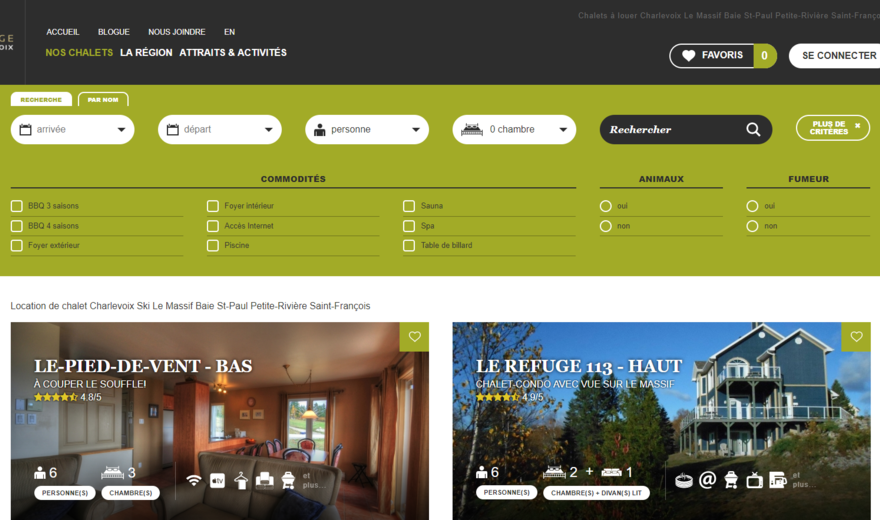 Chalets à louer Charlevoix Le Massif Baie St-Paul Petite-Rivière Saint-Franço
GE
OIX
ACCUEIL BLOGUE NOUS JOINDRE EN
NOS CHALETS LA RÉGION ATTRAITS & ACTIVITÉS
FAVORIS 0
SE CONNECTER
RECHERCHE PAR NOM
arrivée départ personne 0 chambre Rechercher
PLUS DE
CRITÈRES
COMMODITÉS ANIMAUX FUMEUR
BBQ 3 saisons Foyer intérieur Sauna oui oui
BBQ 4 saisons Accès Internet Spa non non
Foyer extérieur Piscine Table de billard
Location de chalet Charlevoix Ski Le Massif Baie St-Paul Petite-Rivière Saint-François
LE-PIED-DE-VENT - BAS
À COUPER LE SOUFFLE!
4.8/5
6 3
tv
et
plus...
PERSONNE(S) CHAMBRE(S)
LE REFUGE 113 - HAUT
CHALET-CONDO AVEC VUE SUR LE MASSIF
4.9/5
6 2 + 1
@
et
plus...
PERSONNE(S) CHAMBRE(S) + DIVAN(S) LIT